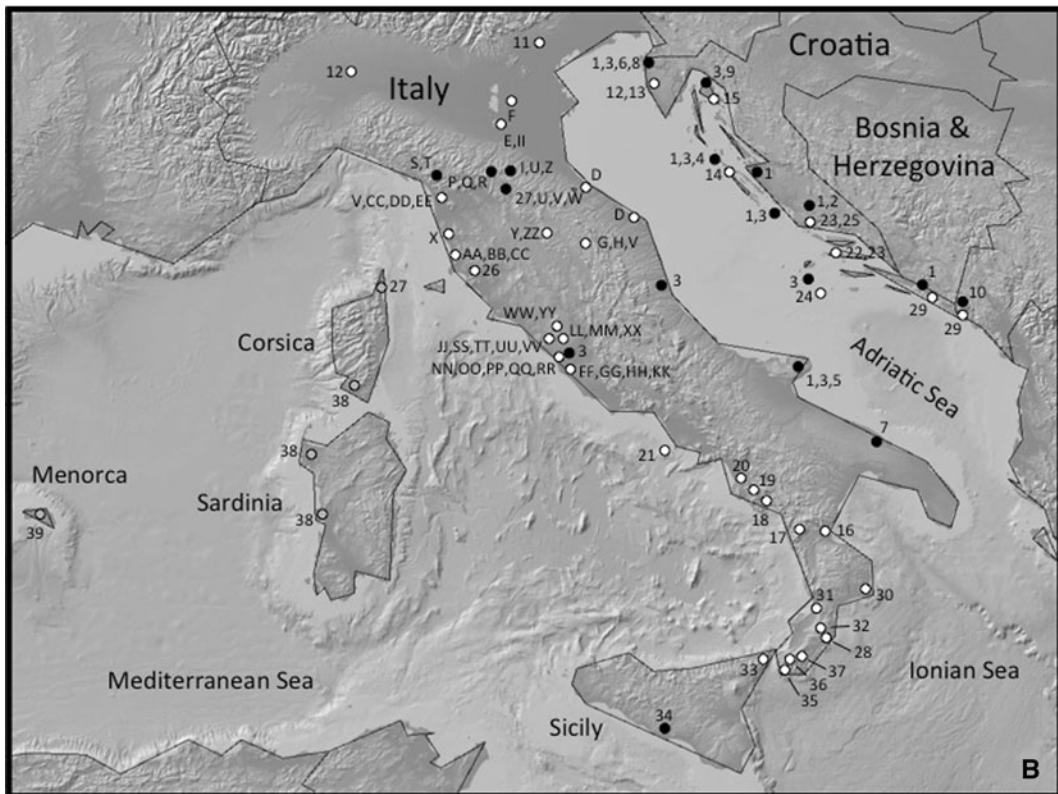 Croatia
11
1,3,6,8
12
Italy
3,9
12,13
15
F
Bosnia &
Herzegovina
E,II
S,T
P,Q,R
I,U,Z
D
1,3,4
1
14
V,CC,DD,EE
27,U,V,W
1,2
1,3
23,25
D
X
Y,ZZ
G,H,V
22,23
AA,BB,CC
26
3
3
1
10
27
24
29
29
WW,YY
LL,MM,XX
Corsica
JJ,SS,TT,UU,VV
3
NN,OO,PP,QQ,RR
FF,GG,HH,KK
Adriatic Sea
38
1,3,5
7
38
21
Menorca
20
19
Sardinia
18
39
38
17
16
31
30
32
28
Mediterranean Sea
33
37
36
35
Ionian Sea
34
Sicily
B